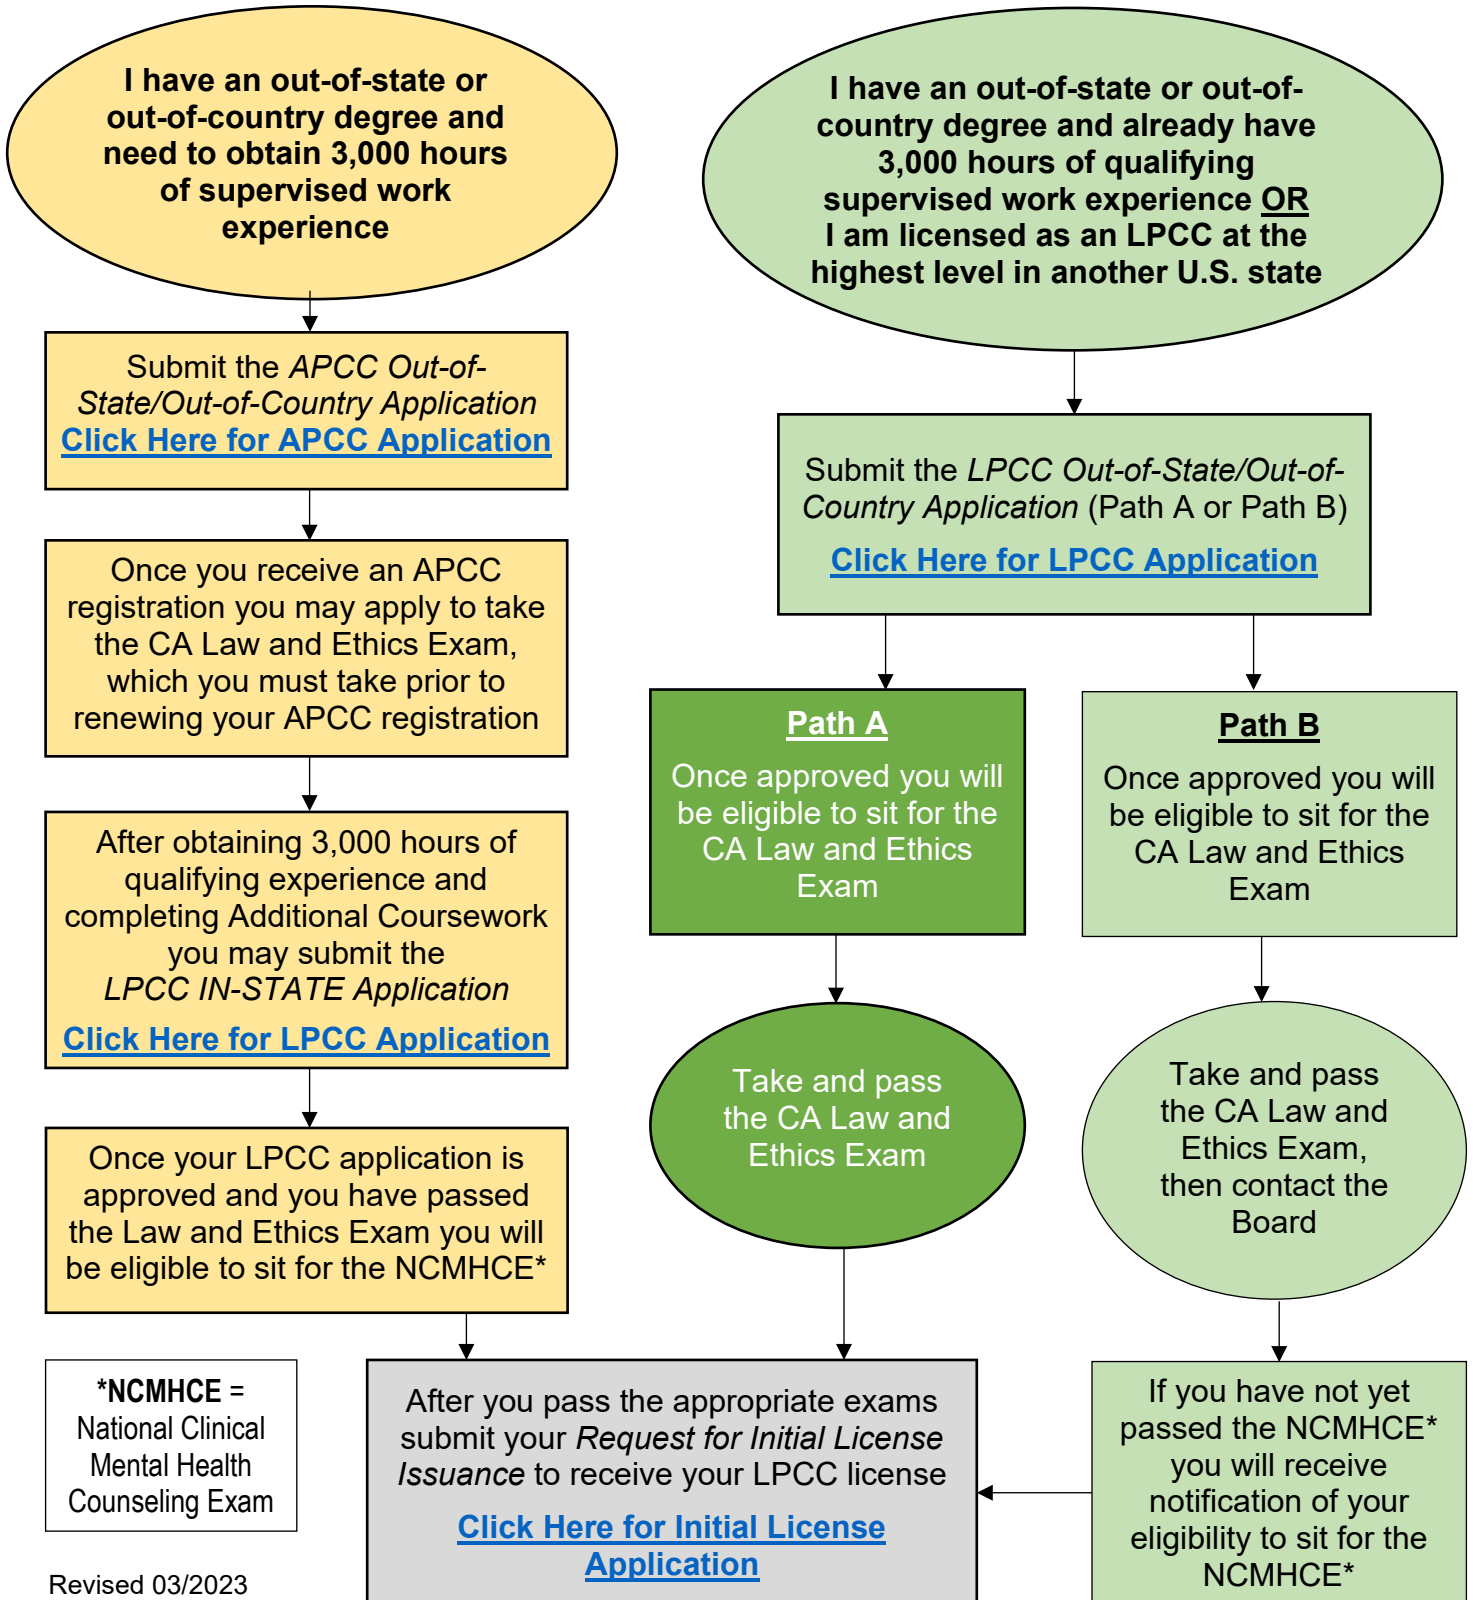 I have an out-of-state or
out-of-country degree and
need to obtain 3,000 hours
of supervised work
experience
Submit the APCC Out-of-
State/Out-of-Country Application
Click Here for APCC Application
Once you receive an APCC
registration you may apply to take
the CA Law and Ethics Exam,
which you must take prior to
renewing your APCC registration
After obtaining 3,000 hours of
qualifying experience and
completing Additional Coursework
you may submit the
LPCC IN-STATE Application
Click Here for LPCC Application
Once your LPCC application is
approved and you have passed
the Law and Ethics Exam you will
be eligible to sit for the NCMHCE*
I have an out-of-state or out-of-
country degree and already have
3,000 hours of qualifying
supervised work experience OR
I am licensed as an LPCC at the
highest level in another U.S. state
Submit the LPCC Out-of-State/Out-of-
Country Application (Path A or Path B)
Click Here for LPCC Application
Path A
Once approved you will
be eligible to sit for the
CA Law and Ethics
Exam
Take and pass
the CA Law and
Ethics Exam
Path B
Once approved you will
be eligible to sit for the
CA Law and Ethics
Exam
Take and pass
the CA Law and
Ethics Exam,
then contact the
Board
If you have not yet
passed the NCMHCE*
you will receive
notification of your
eligibility to sit for the
NCMHCE*
After you pass the appropriate exams
submit your Request for Initial License
Issuance to receive your LPCC license
Click Here for Initial License
Application
*NCMHCE =
National Clinical
Mental Health
Counseling Exam
Revised 03/2023